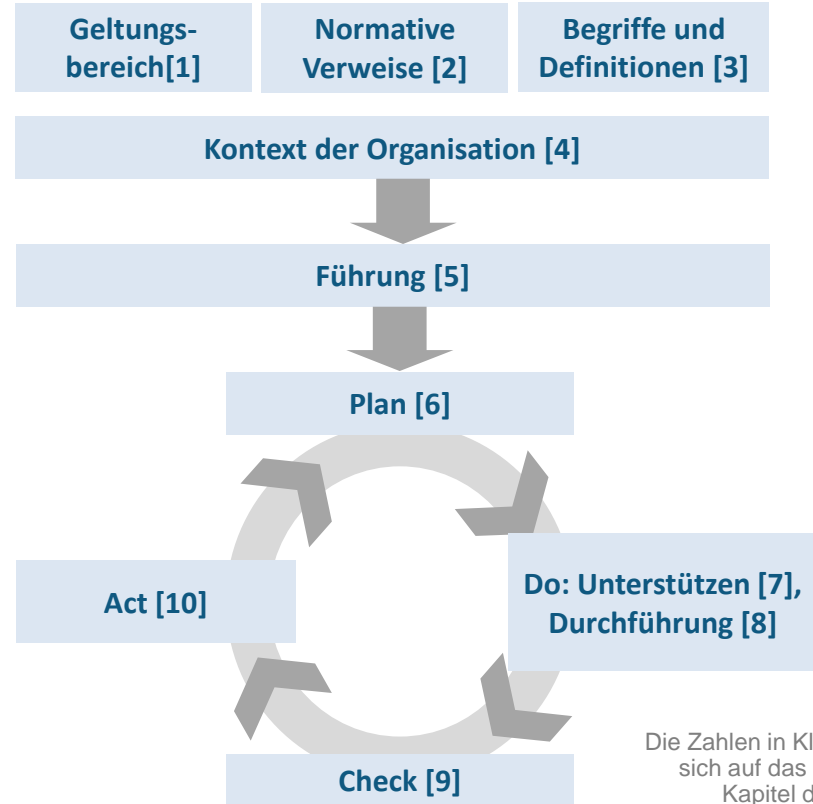 Geltungs-
bereich[1]
Normative
Verweise [2]
Begriffe und
Definitionen [3]
Kontext der Organisation [4]
Führung [5]
Plan [6]
Act [10]
Do: Unterstützen [7],
Durchführung [8]
Check [9]
Die Zahlen in
sich auf das
Kapitel